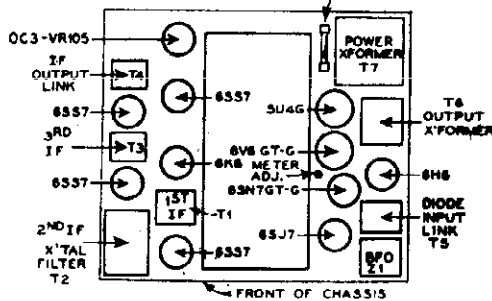 OC3-VR105
IF
OUTPUT
LINK
T4
6SS7
3RD
IF
T3
6SS7
2ND IF
X'TAL
FILTER
T2
6SS7
6K8
1ST
IF
T1
6SS7
POWER
XFORMER
T7
5U4G
6V6 GT-G
METER
ADJ.
6SN7GT-G
6SJ7
T6
OUTPUT
X'FORMER
6H6
DIODE
INPUT
LINK
T5
BFO
Z1
FRONT OF CHASSIS